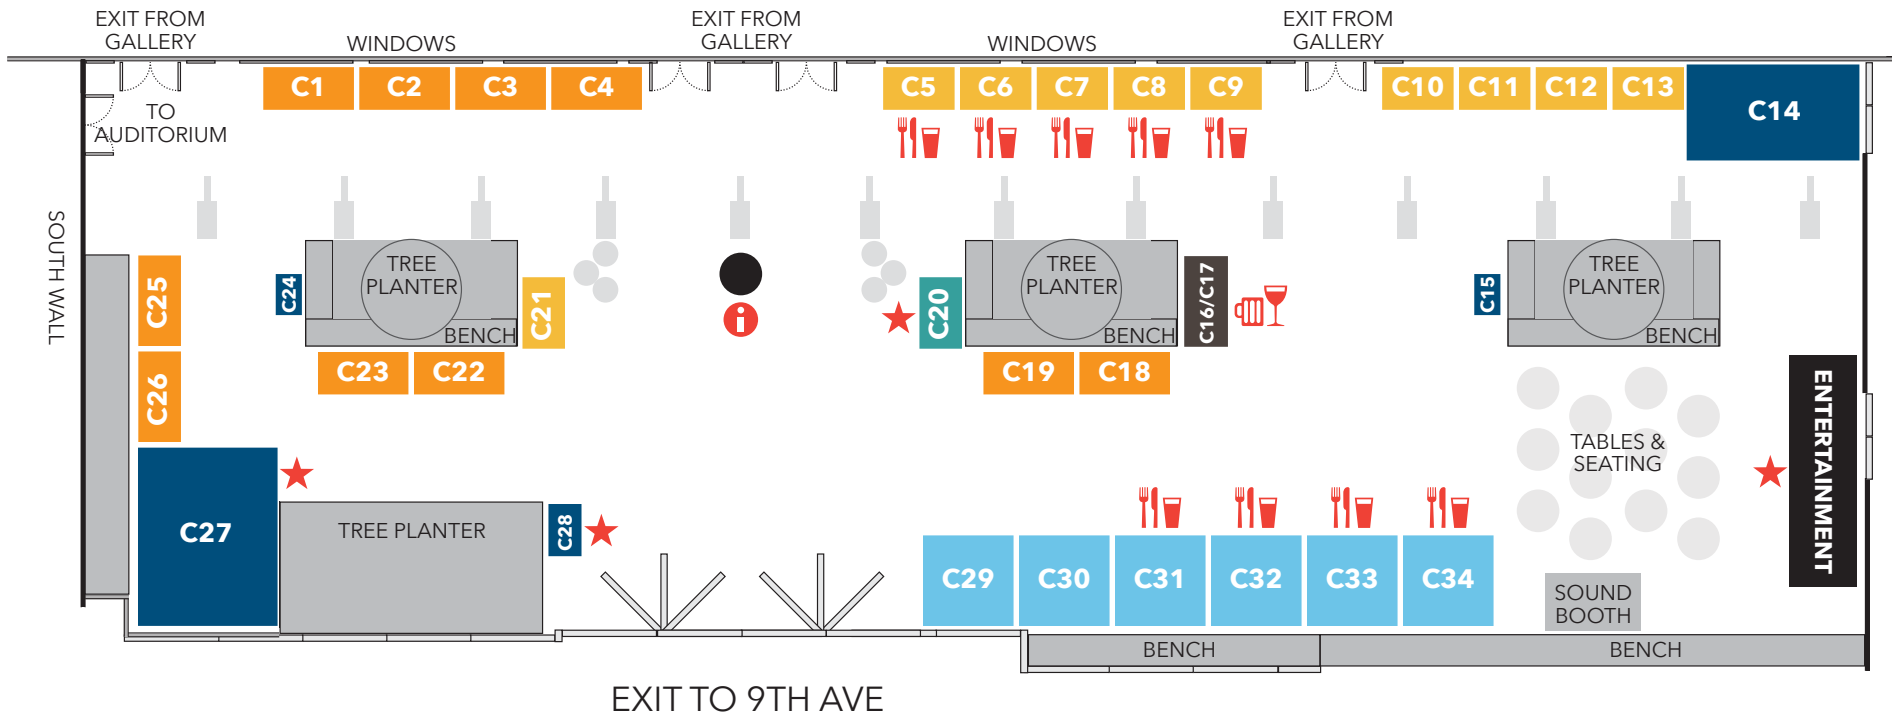 EXIT FROM
GALLERY
WINDOWS
EXIT FROM
GALLERY
WINDOWS
EXIT FROM
GALLERY
C1
C2
C3
C4
C5
C6
C7
C8
C9
C10
C11
C12
C13
C14
TO
AUDITORIUM
SOUTH WALL
C25
C26
C24
TREE
PLANTER
BENCH
C21
C23
C22
i
C20
TREE
PLANTER
BENCH
C16/C17
C19
C18
C15
TREE
PLANTER
BENCH
TABLES &
SEATING
ENTERTAINMENT
C27
TREE PLANTER
C28
C29
C30
C31
C32
C33
C34
SOUND
BOOTH
BENCH
BENCH
EXIT TO 9TH AVE